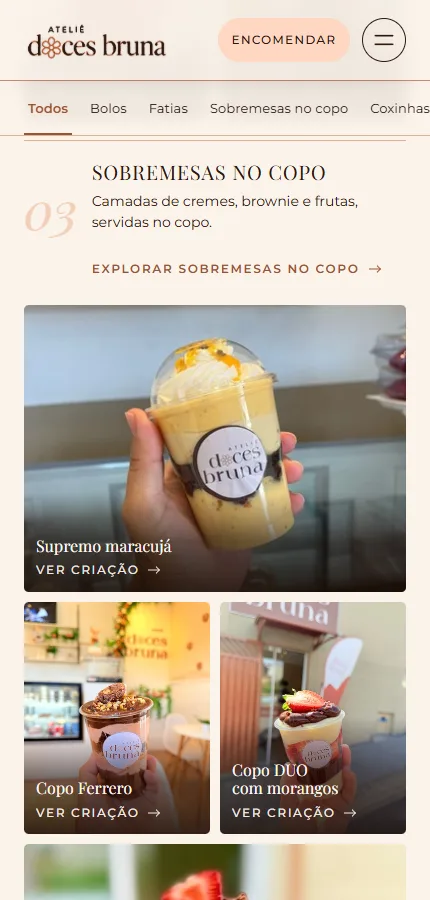 ATELIÊ
doces bruna
ENCOMENDAR
Todos Bolos Fatias Sobremesas no copo Coxinhas
03
SOBREMESAS NO COPO
Camadas de cremes, brownie e frutas,
servidas no copo.
EXPLORAR SOBREMESAS NO COPO →
ATELIÊ
doces
bruna
Supremo maracujá
VER CRIAÇÃO →
doces
bruna
doces
bruna
Copo Ferrero
VER CRIAÇÃO →
bruna
doces
bruna
Copo DUO
com morangos
VER CRIAÇÃO →